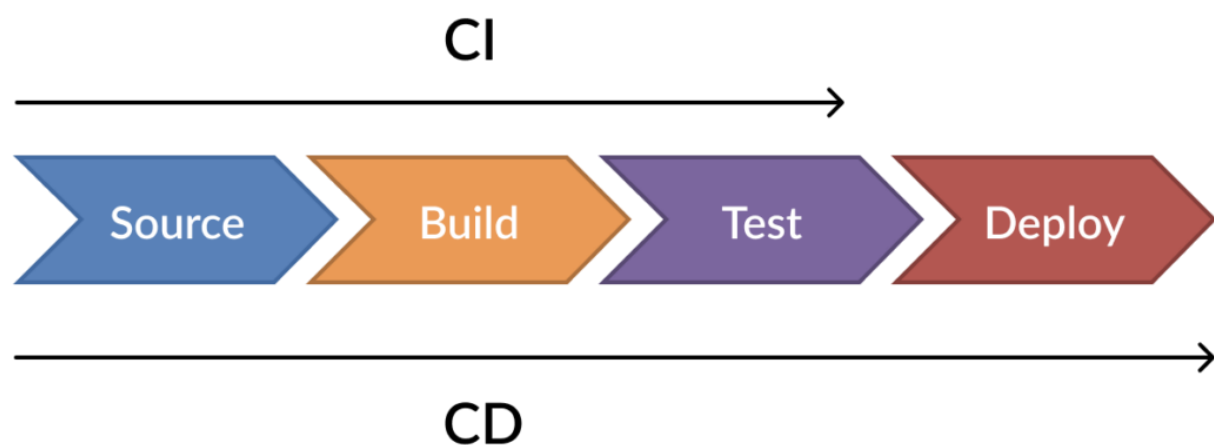 CI
Source
Build
Test
Deploy
CD